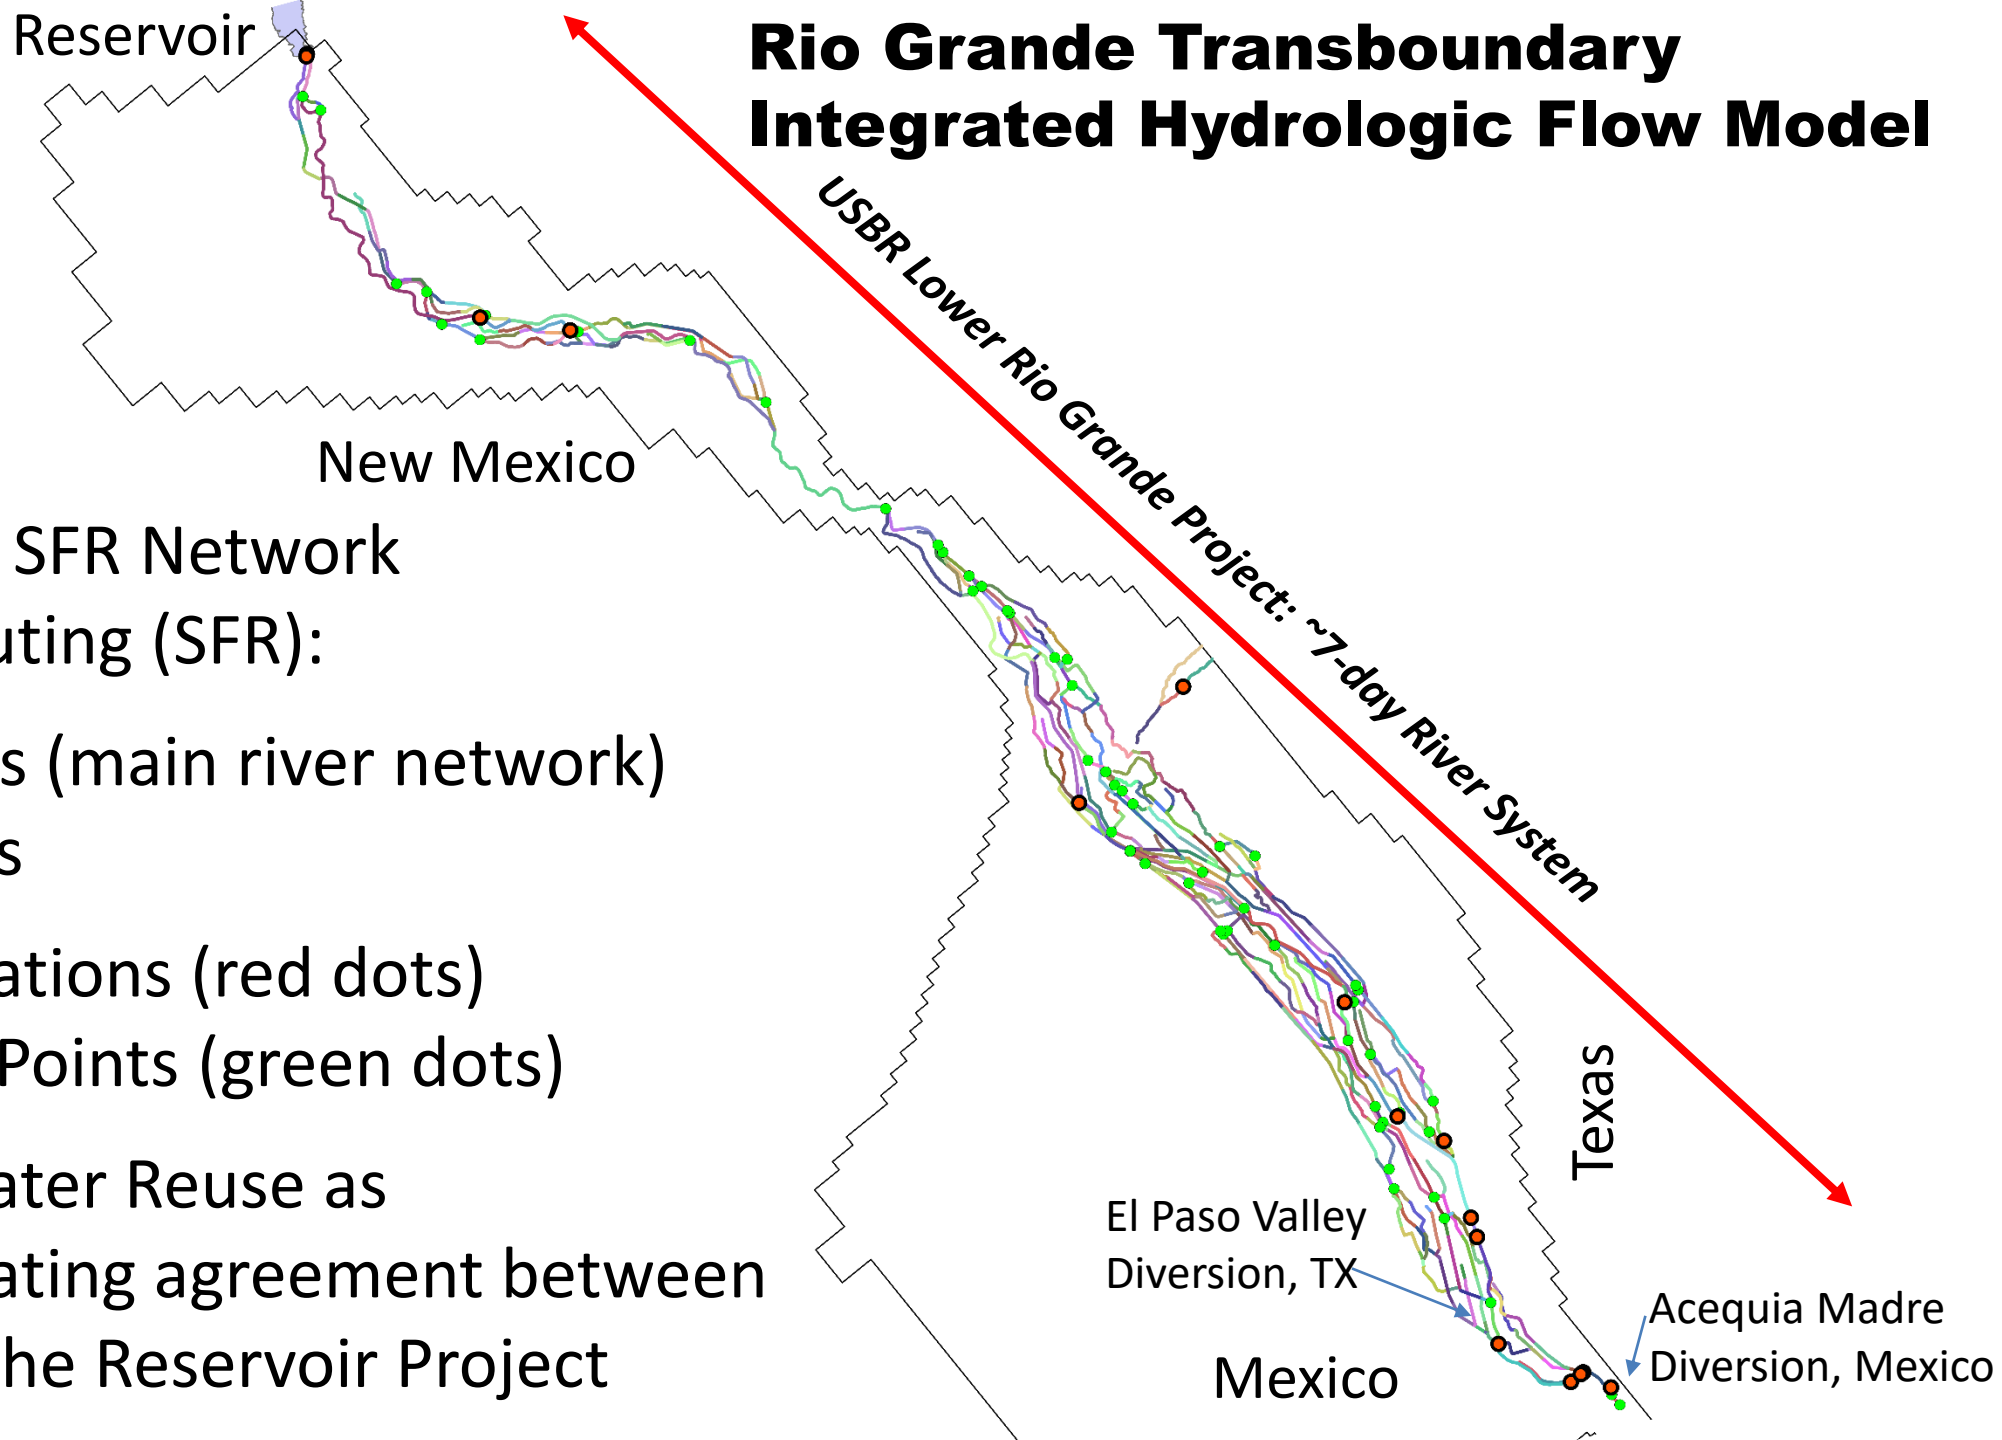 Reservoir
Rio Grande Transboundary
Integrated Hydrologic Flow Model
USBR Lower Rio Grande Project: ~7-day River System
New Mexico
SFR Network
uting (SFR):
s (main river network)
s
ations (red dots)
Points (green dots)
ater Reuse as
ating agreement between
he Reservoir Project
Texas
El Paso Valley
Diversion, TX
Mexico
Acequia Madre
Diversion, Mexico